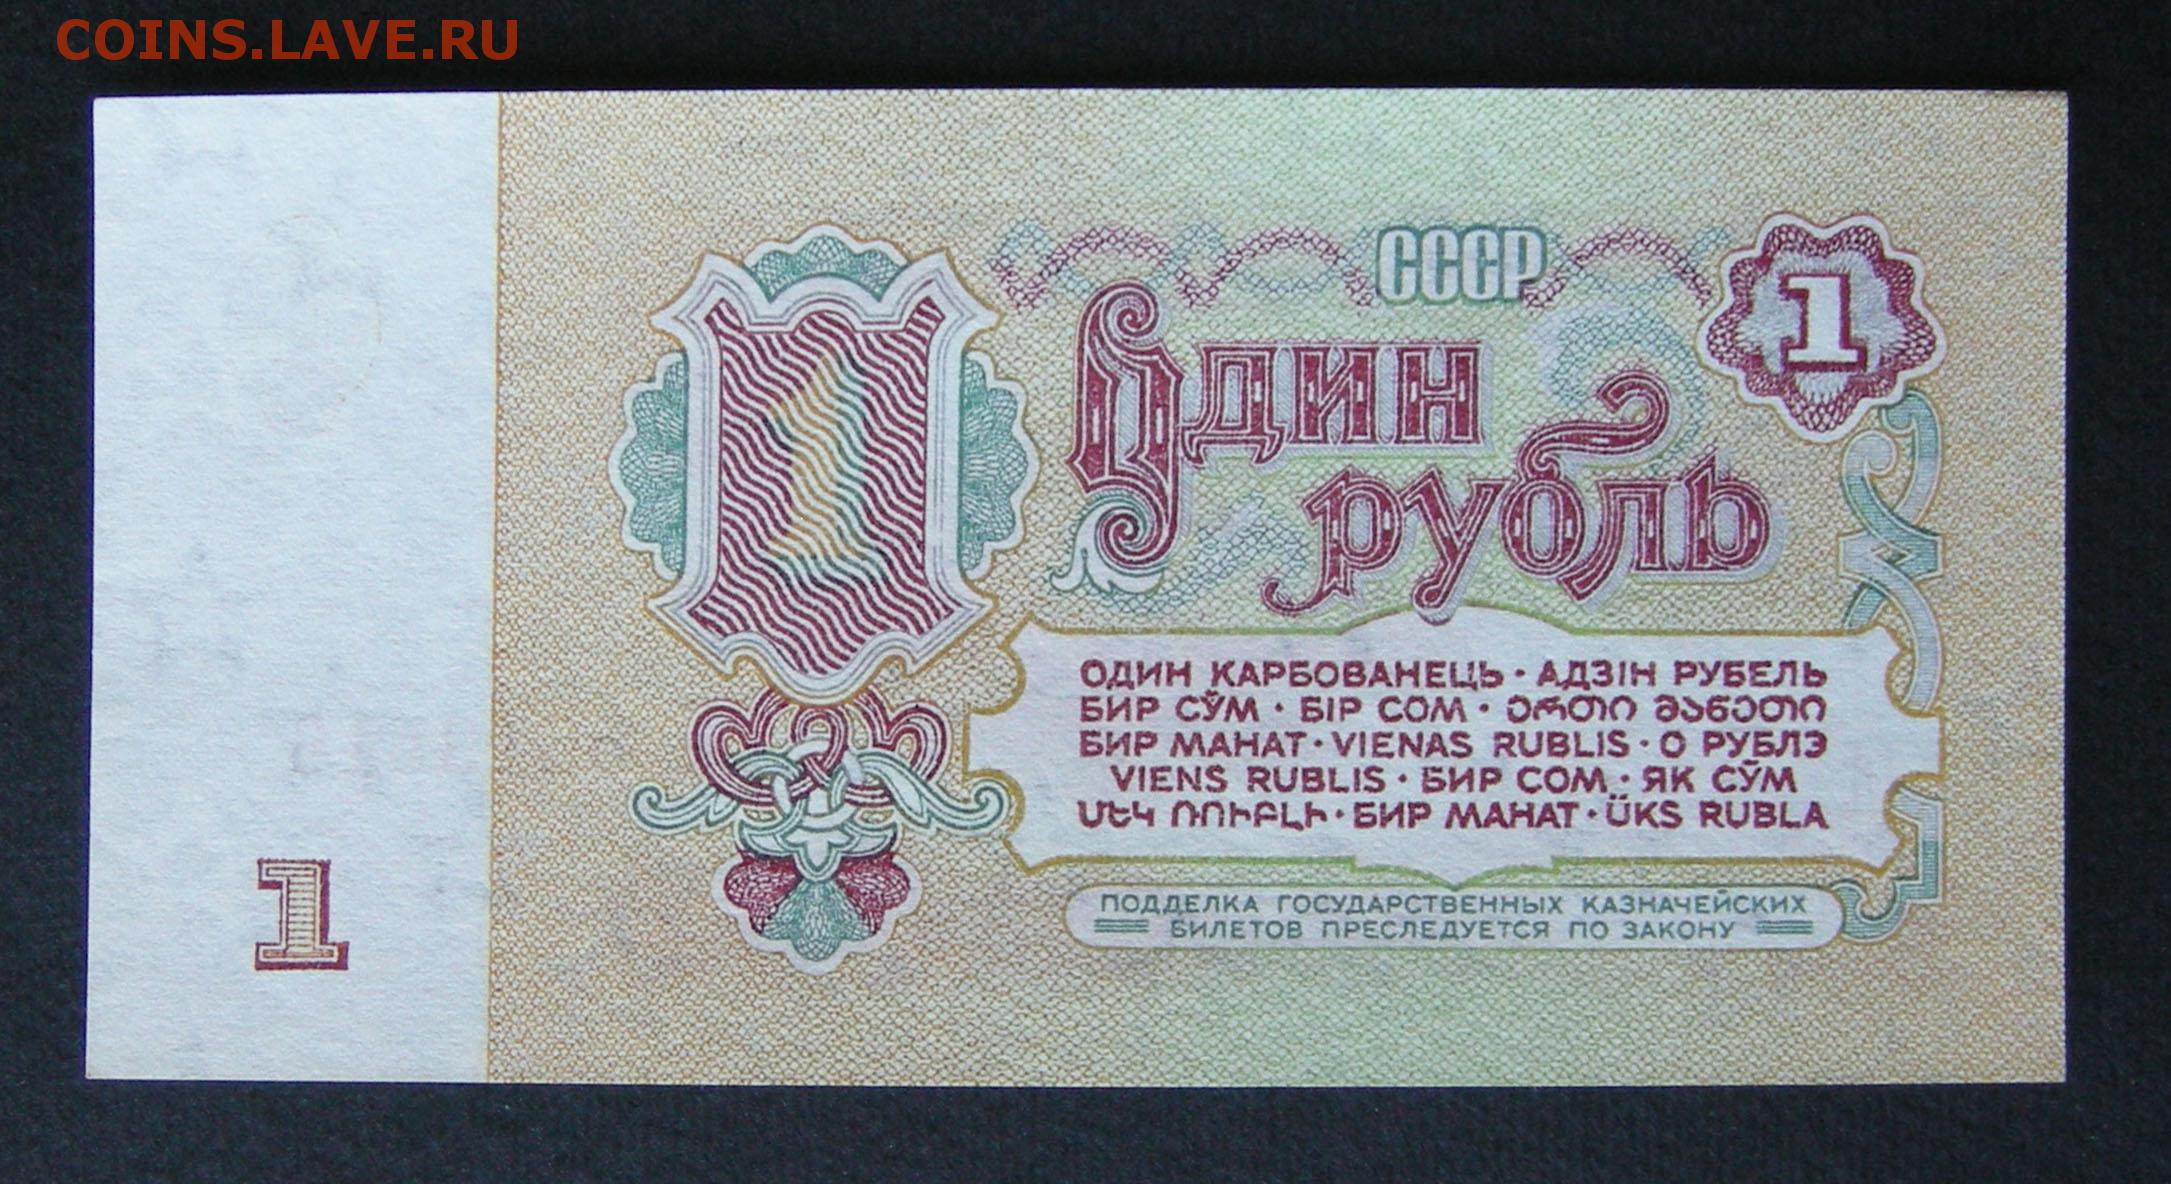 COINS.LAVE.RU
СССР
1
1
Один
рубль
ОДИН КАРБОВАНЕЦЬ · АДЗІН РУБЕЛЬ
БИР СЎМ · БІР СОМ · ერთი მანეთი
БИР МАНАТ · VIENAS RUBLIS · О РУБЛЭ
VIENS RUBLIS · БИР СОМ · ЯК СӮМ
ՄԵԿ ՌՈՒԲԼԻ · БИР МАНАТ · ÜKS RUBLA
ПОДДЕЛКА ГОСУДАРСТВЕННЫХ КАЗНАЧЕЙСКИХ
БИЛЕТОВ ПРЕСЛЕДУЕТСЯ ПО ЗАКОНУ
1